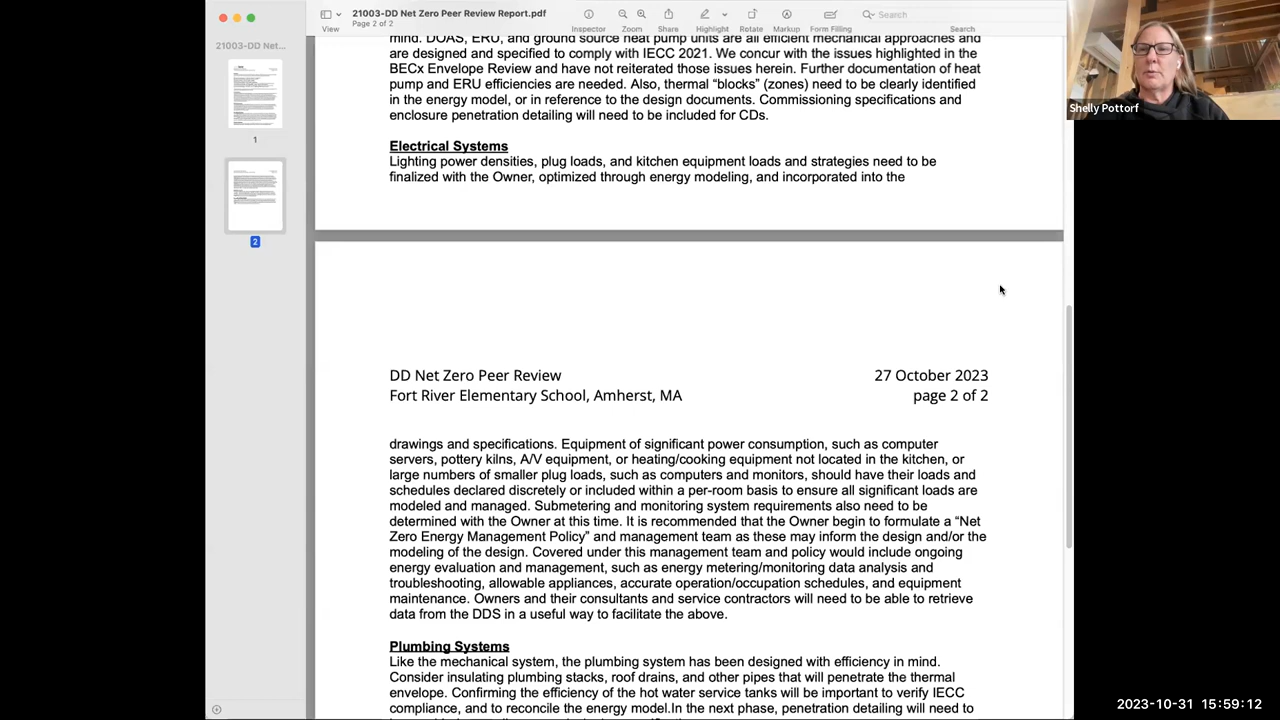 21003-DD Net Zero Peer Review Report.pdf
Page 2 of 2
View
Inspector
Zoom
Share
Highlight
Rotate
Markup
Form Filling
Search
Search
21003-DD Net...
1
2
mind. DOAS, ERU, and ground source heat pump units are all efficient mechanical approaches and
are designed and specified to comply with IECC 2021. We concur with the issues highlighted in the
BECx Envelope Review and have not reiterated those issues herein. Further documentation of heat
pump and ERU efficiencies are needed. Also, thermal “blocks” (zones) need to be clearly identified
in the energy modeling in reference to the design documents. Commissioning specifications and
enclosure penetration detailing will need to be included for CDs.
Electrical Systems
Lighting power densities, plug loads, and kitchen equipment loads and strategies need to be
finalized with the Owner, optimized through energy modeling, and incorporated into the
DD Net Zero Peer Review
27 October 2023
Fort River Elementary School, Amherst, MA
page 2 of 2
drawings and specifications. Equipment of significant power consumption, such as computer
servers, pottery kilns, A/V equipment, or heating/cooking equipment not located in the kitchen, or
large numbers of smaller plug loads, such as computers and monitors, should have their loads and
schedules declared discretely or included within a per-room basis to ensure all significant loads are
modeled and managed. Submetering and monitoring system requirements also need to be
determined with the Owner at this time. It is recommended that the Owner begin to formulate a “Net
Zero Energy Management Policy” and management team as these may inform the design and/or the
modeling of the design. Covered under this management team and policy would include ongoing
energy evaluation and management, such as energy metering/monitoring data analysis and
troubleshooting, allowable appliances, accurate operation/occupation schedules, and equipment
maintenance. Owners and their consultants and service contractors will need to be able to retrieve
data from the DDS in a useful way to facilitate the above.
Plumbing Systems
Like the mechanical system, the plumbing system has been designed with efficiency in mind.
Consider insulating plumbing stacks, roof drains, and other pipes that will penetrate the thermal
envelope. Confirming the efficiency of the hot water service tanks will be important to verify IECC
compliance, and to reconcile the energy model.In the next phase, penetration detailing will need to
Shelly Pottorf
2023-10-31 15:59:12